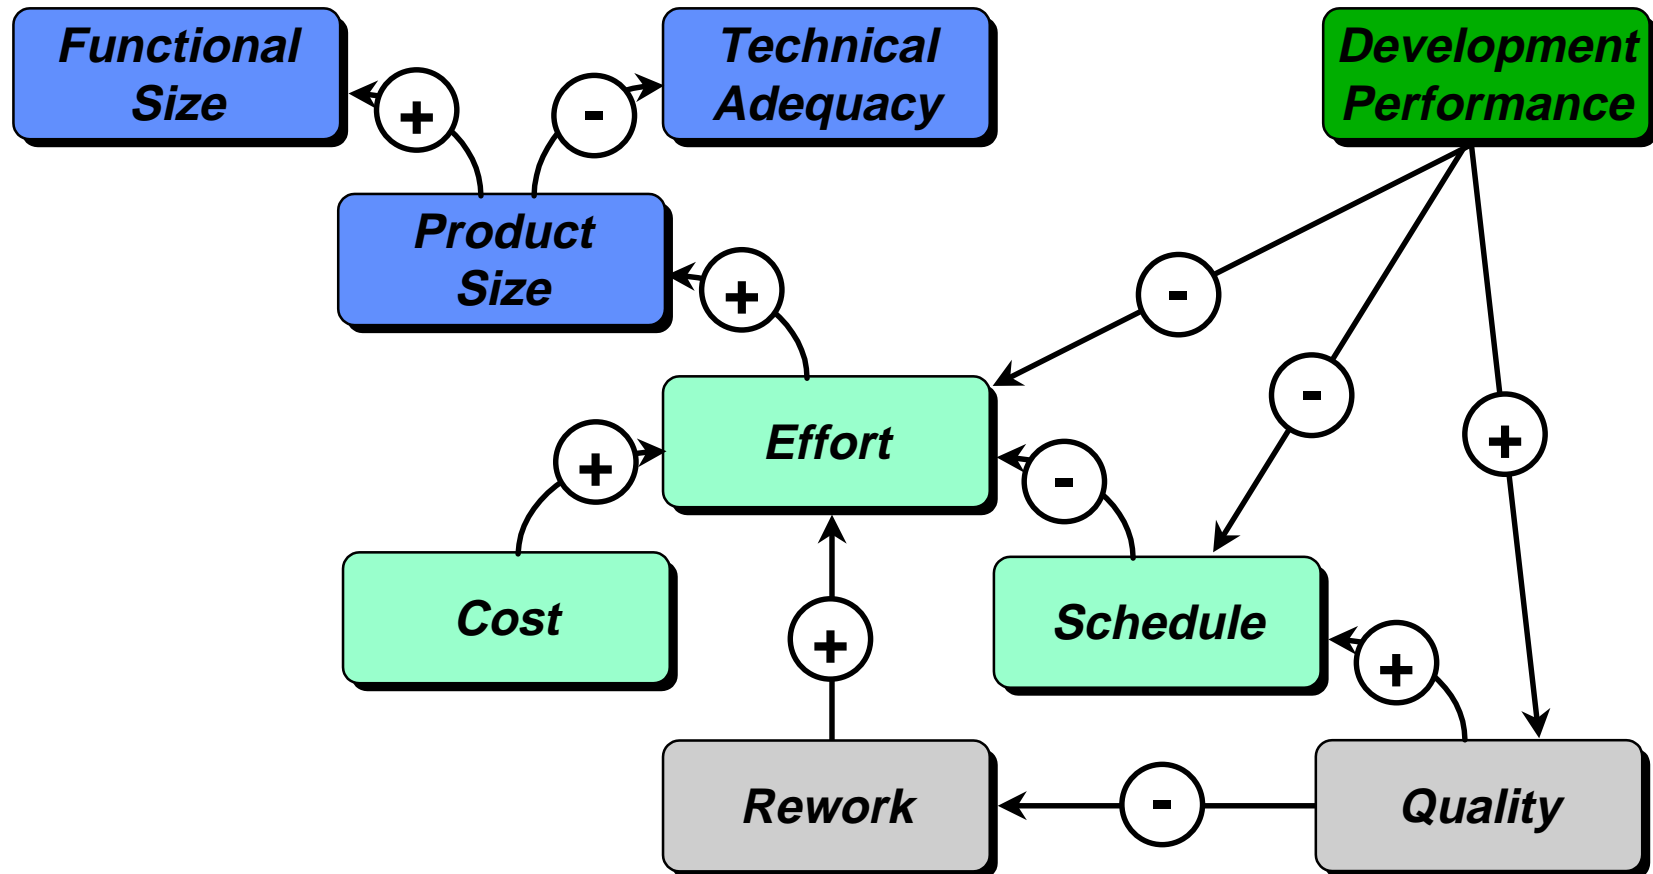 Functional
Size
Technical
Adequacy
Development
Performance
+
-
Product
Size
+
-
-
+
Effort
+
-
Cost
+
Schedule
+
Rework
-
Quality